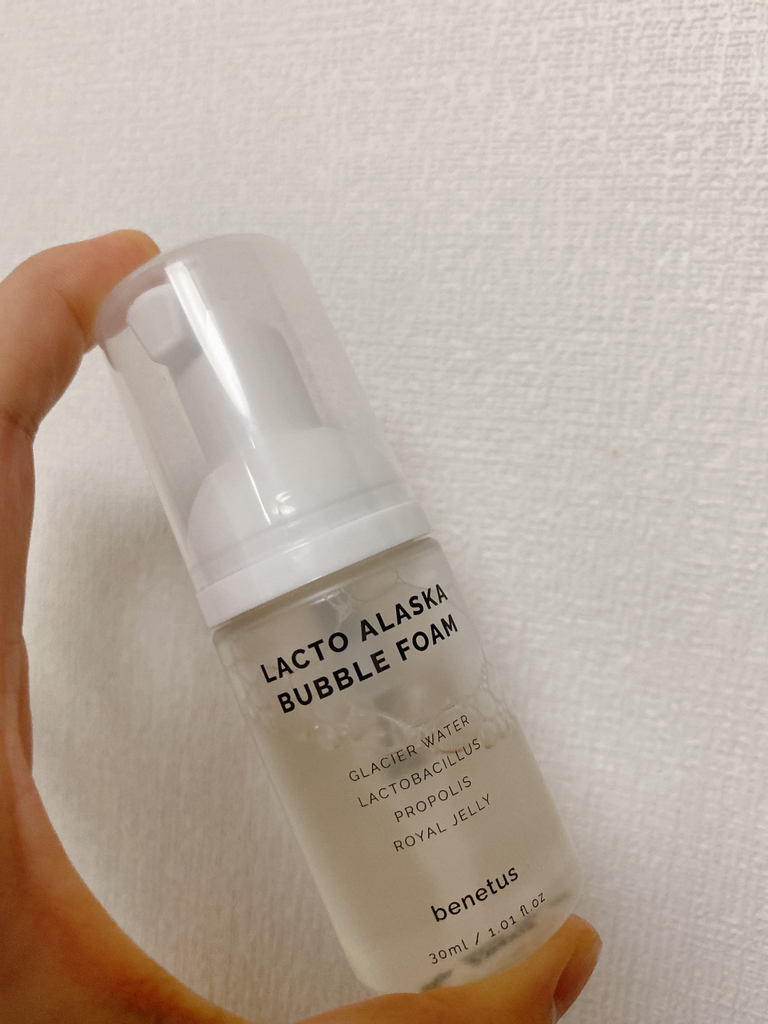 LACTO ALASKA
BUBBLE FOAM
GLACIER WATER
LACTOBACILLUS
PROPOLIS
ROYAL JELLY
benetus
30ml / 1.01 fl.oz